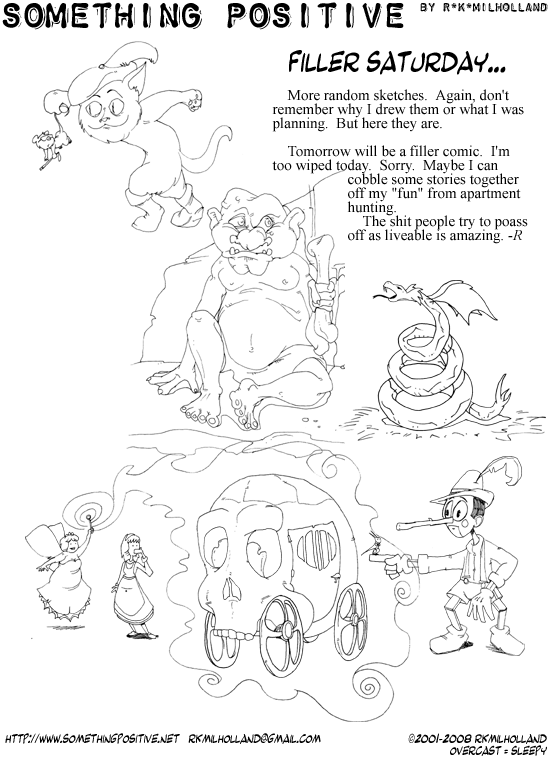 SOMETHING POSITIVE BY R*K*MILHOLLAND
FILLER SATURDAY...
More random sketches. Again, don't
remember why I drew them or what I was
planning. But here they are.
Tomorrow will be a filler comic. I'm
too wiped today. Sorry. Maybe I can
cobble some stories together
off my "fun" from apartment
hunting.
The shit people try to poass
off as liveable is amazing. -R
HTTP://WWW.SOMETHINGPOSITIVE.NET RKMILHOLLAND@GMAIL.COM
©2001-2008 RKMILHOLLAND
OVERCAST = SLEEPY